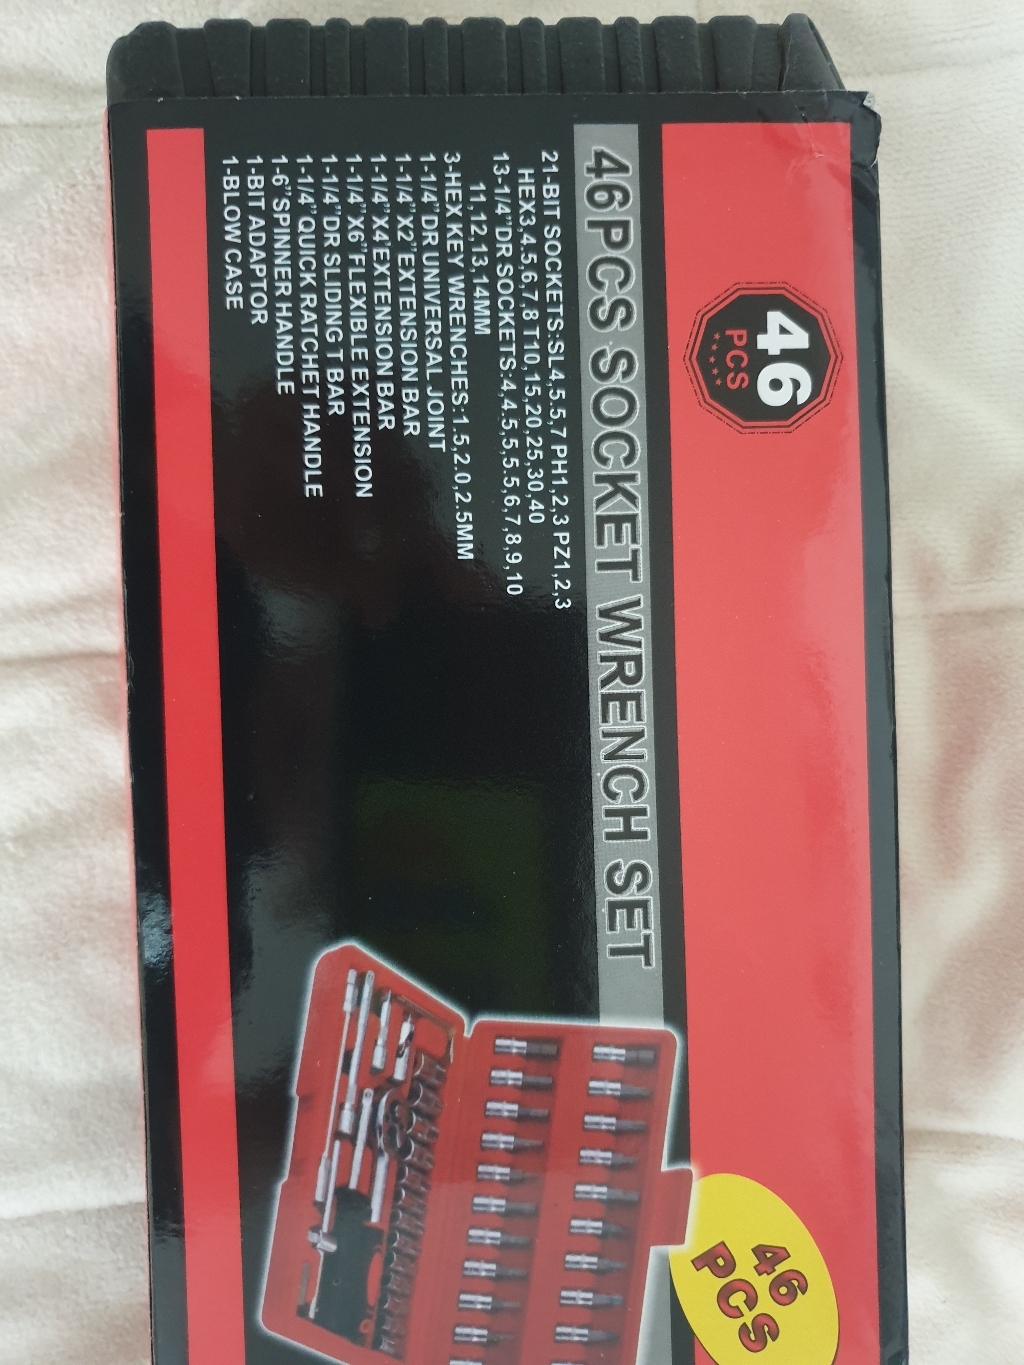 46
PCS
46PCS SOCKET WRENCH SET
21-BIT SOCKETS:SL4,5.5,7 PH1,2,3 PZ1,2,3
HEX3,4,5,6,7,8 T10,15,20,25,30,40
13-1/4"DR SOCKETS:4,4.5,5,5.5,6,7,8,9,10
11,12,13,14MM
3-HEX KEY WRENCHES:1.5,2.0,2.5MM
1-1/4"DR UNIVERSAL JOINT
1-1/4"X2"EXTENSION BAR
1-1/4"X4"EXTENSION BAR
1-1/4"X6"FLEXIBLE EXTENSION
1-1/4"DR SLIDING T BAR
1-1/4"QUICK RATCHET HANDLE
1-6"SPINNER HANDLE
1-BIT ADAPTOR
1-BLOW CASE
46
PCS